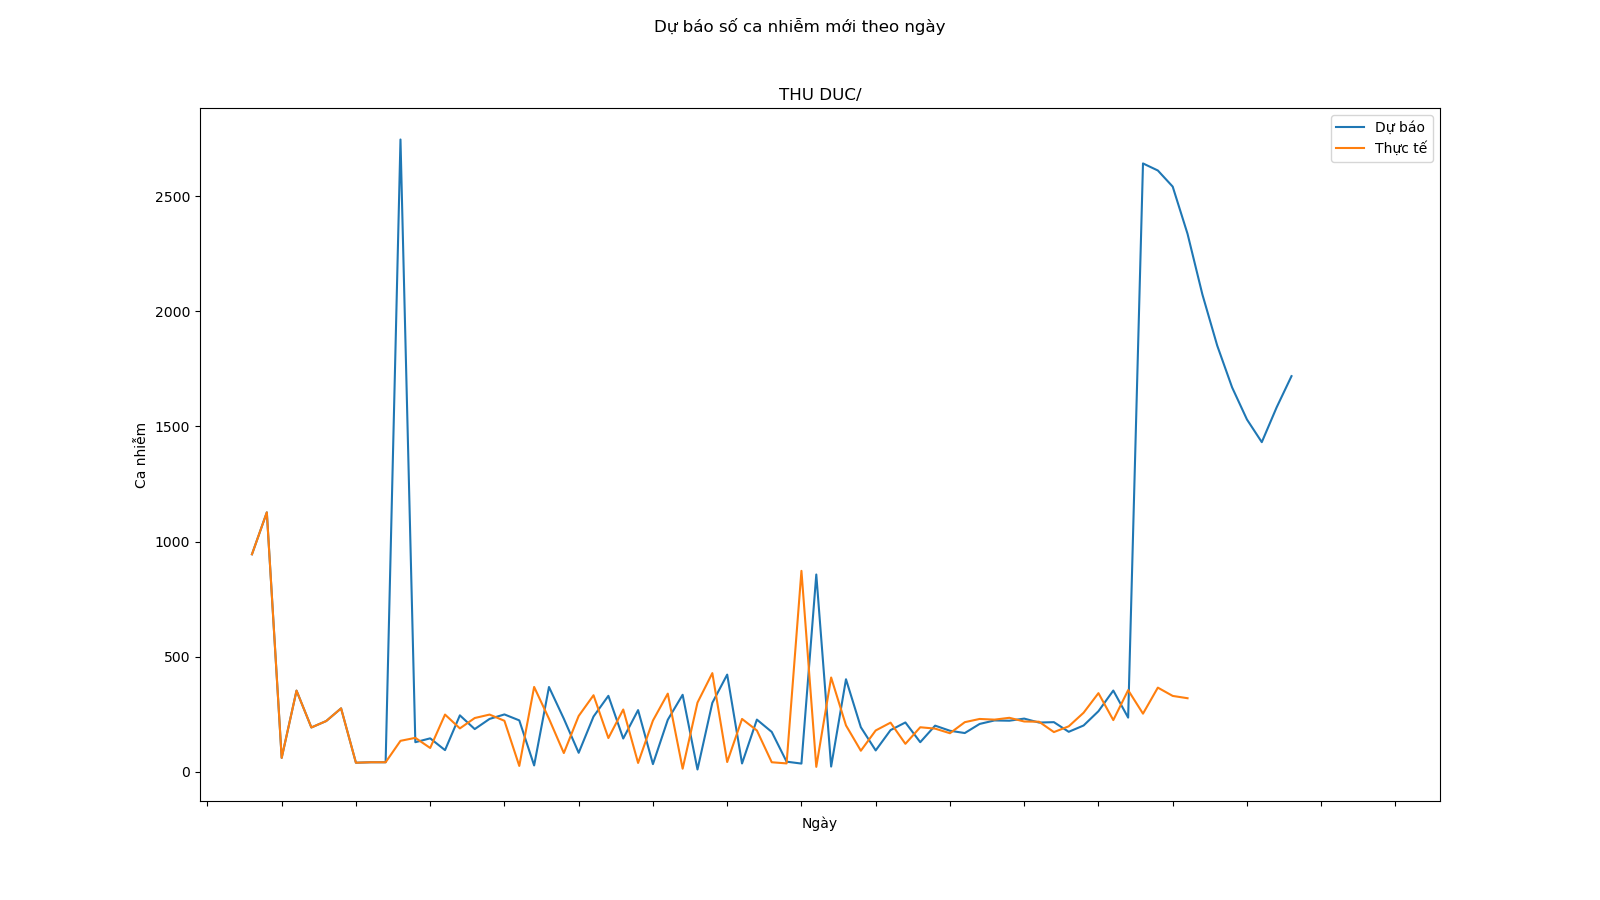 Dự báo số ca nhiễm mới theo ngày
THU DUC/
Dự báo
Thực tế
2500
2000
1500
1000
500
0
Ca nhiễm
Ngày